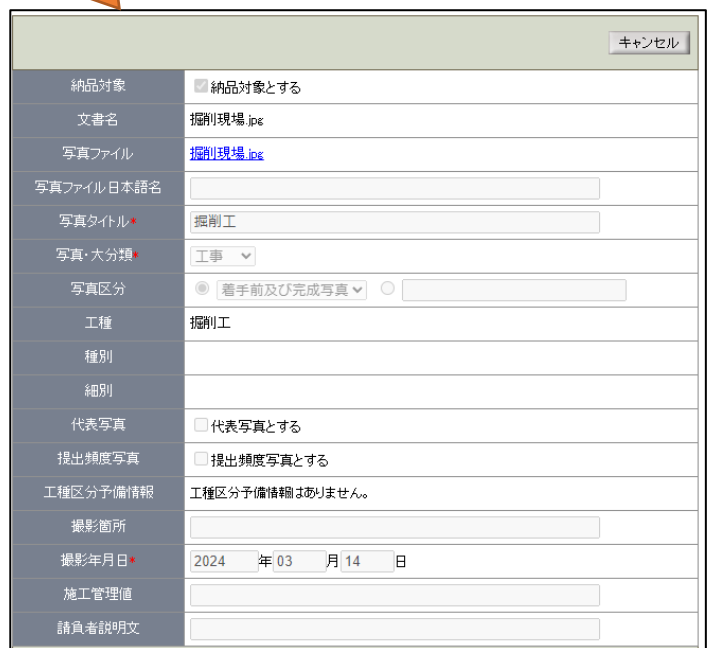 キャンセル
納品対象 納品対象とする
文書名 掘削現場.jpg
写真ファイル 掘削現場.jpg
写真ファイル日本語名
写真タイトル* 掘削工
写真・大分類* 工事
写真区分 着手前及び完成写真
工種 掘削工
種別
細別
代表写真 代表写真とする
提出頻度写真 提出頻度写真とする
工種区分予備情報 工種区分予備情報はありません。
撮影箇所
撮影年月日* 2024 年 03 月 14 日
施工管理値
請負者説明文